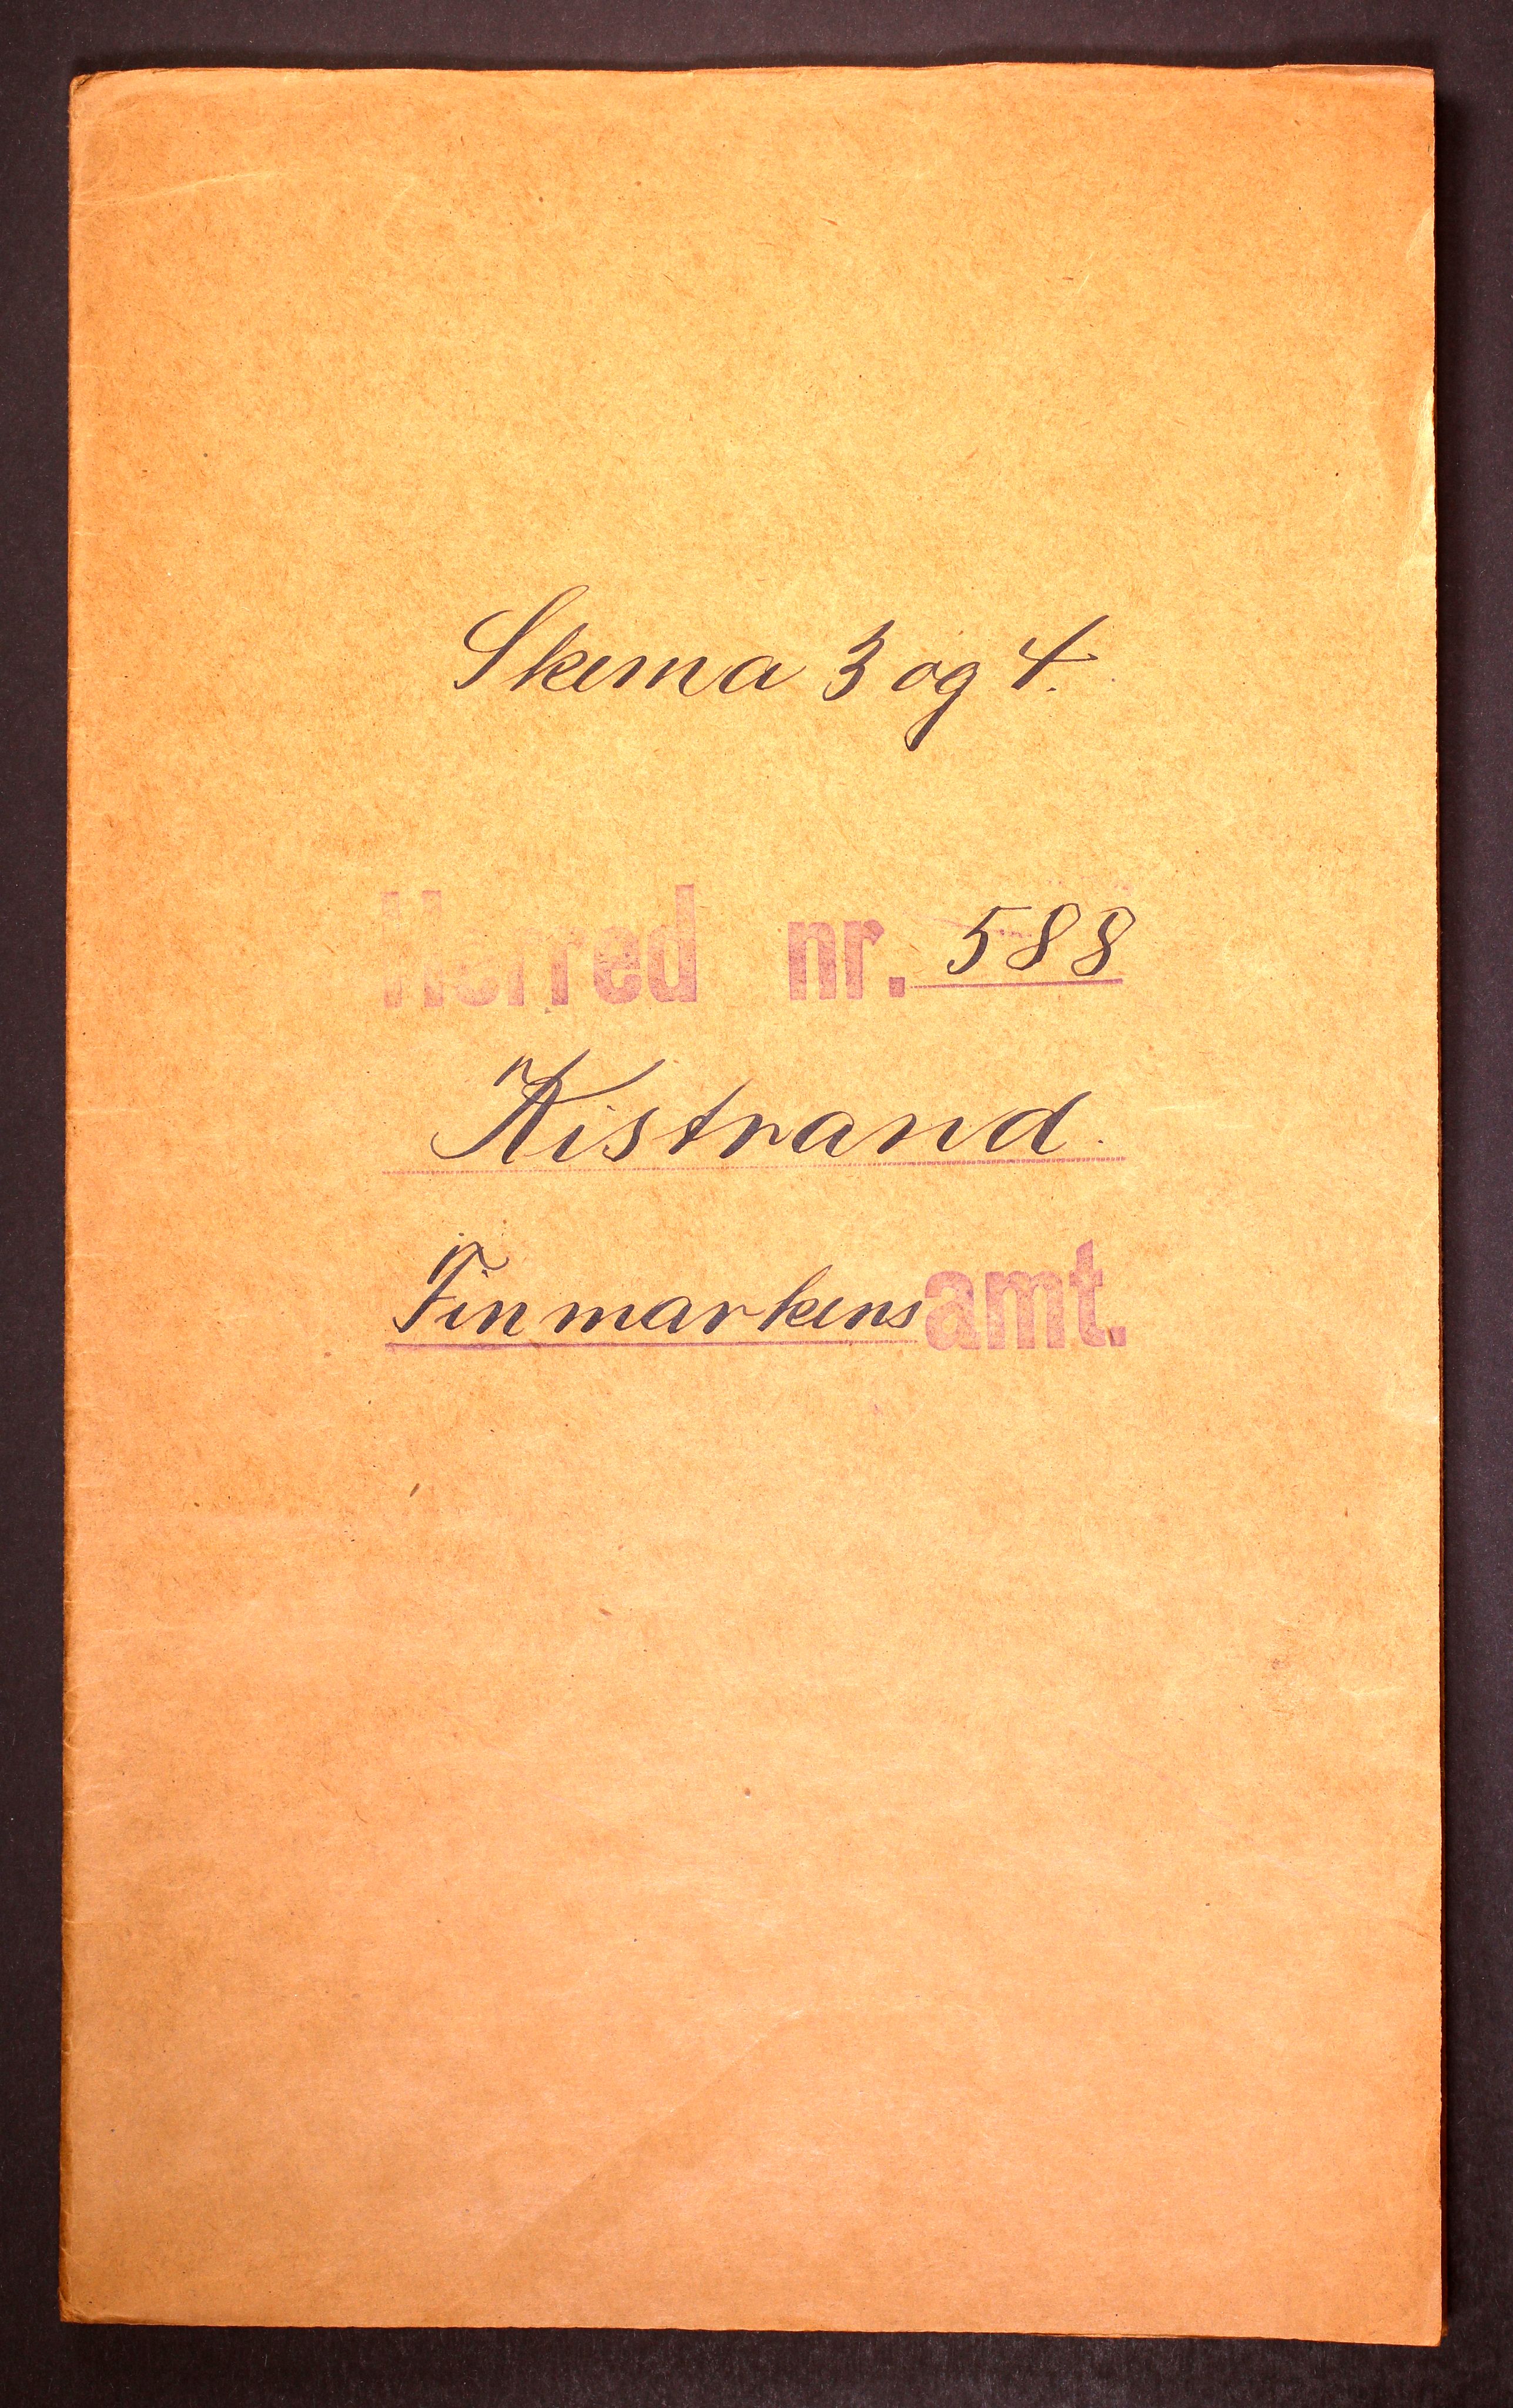 Skema 3 og 4.
Herred nr. 588
Kistrand.
Finmarkens amt.